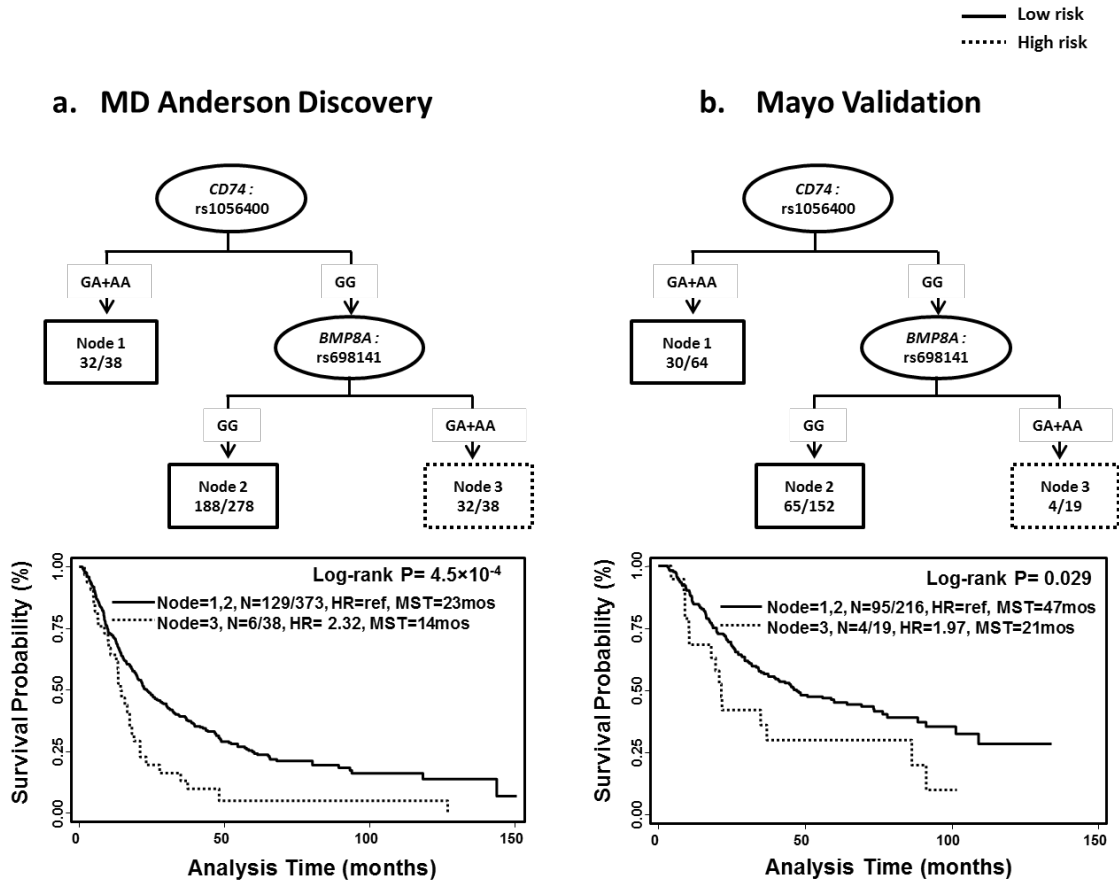 Low risk
High risk
a. MD Anderson Discovery
CD74 :
rs1056400
GA+AA
GG
Node 1
32/38
BMP8A :
rs698141
GG
GA+AA
Node 2
188/278
Node 3
32/38
Survival Probability (%)
1.00
0.75
0.50
0.25
0.00
Log-rank P= 4.5×10⁻⁴
Node=1,2, N=129/373, HR=ref, MST=23mos
Node=3, N=6/38, HR= 2.32, MST=14mos
0
50
100
150
Analysis Time (months)
b. Mayo Validation
CD74 :
rs1056400
GA+AA
GG
Node 1
30/64
BMP8A :
rs698141
GG
GA+AA
Node 2
65/152
Node 3
4/19
Survival Probability (%)
1.00
0.75
0.50
0.25
0.00
Log-rank P= 0.029
Node=1,2, N=95/216, HR=ref, MST=47mos
Node=3, N=4/19, HR=1.97, MST=21mos
0
50
100
150
Analysis Time (months)